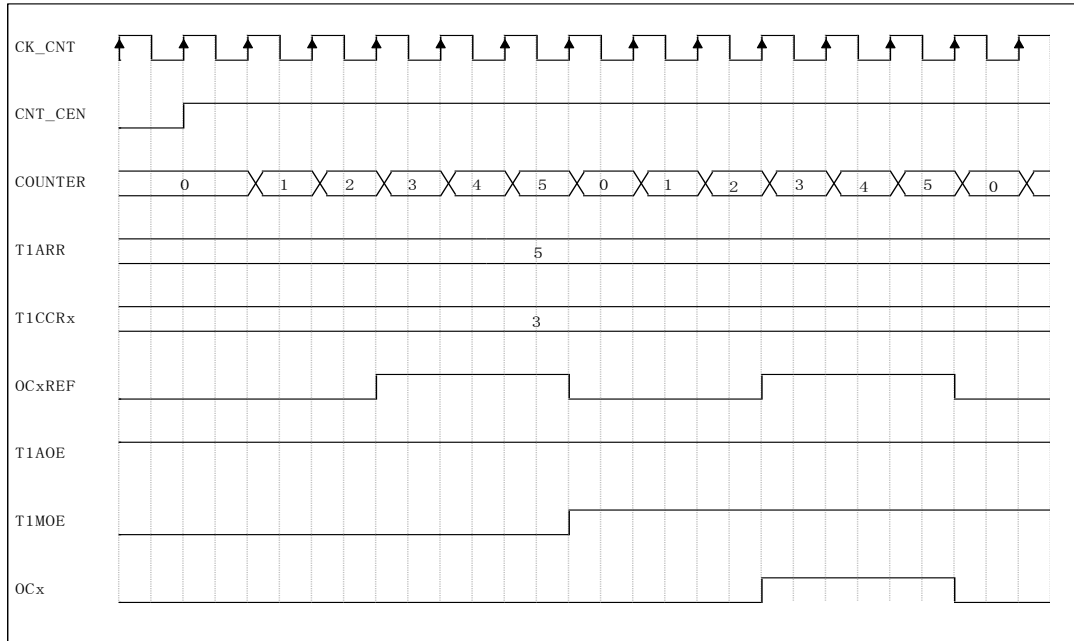 CK_CNT
CNT_CEN
COUNTER 0 1 2 3 4 5 0 1 2 3 4 5 0
T1ARR 5
T1CCRx 3
OCxREF
T1AOE
T1MOE
OCx